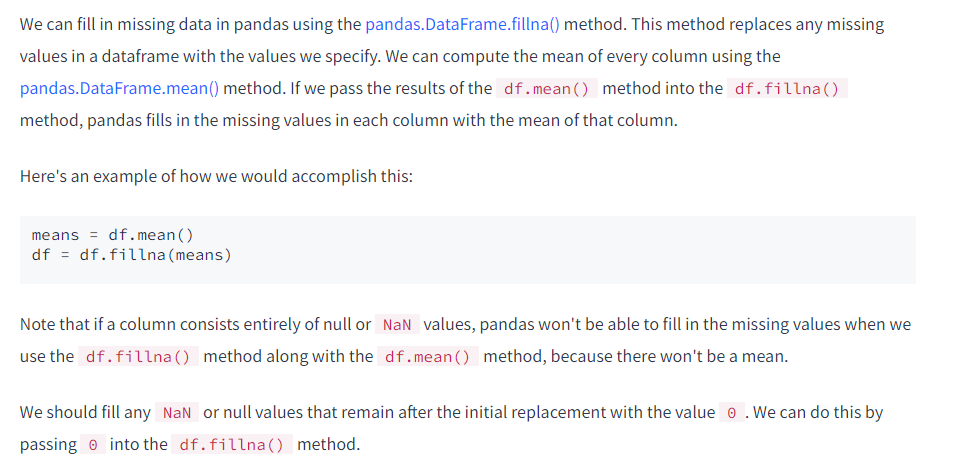 We can fill in missing data in pandas using the pandas.DataFrame.fillna() method. This method replaces any missing
values in a dataframe with the values we specify. We can compute the mean of every column using the
pandas.DataFrame.mean() method. If we pass the results of the df.mean() method into the df.fillna()
method, pandas fills in the missing values in each column with the mean of that column.
Here's an example of how we would accomplish this:
means = df.mean()
df = df.fillna(means)
Note that if a column consists entirely of null or NaN values, pandas won't be able to fill in the missing values when we
use the df.fillna() method along with the df.mean() method, because there won't be a mean.
We should fill any NaN or null values that remain after the initial replacement with the value 0 . We can do this by
passing 0 into the df.fillna() method.